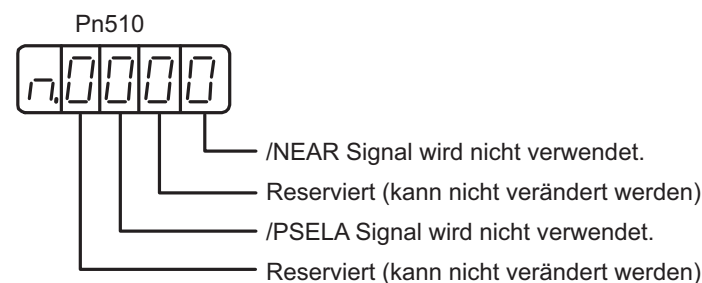 Pn510
n.0000
/NEAR Signal wird nicht verwendet.
Reserviert (kann nicht verändert werden)
/PSELA Signal wird nicht verwendet.
Reserviert (kann nicht verändert werden)